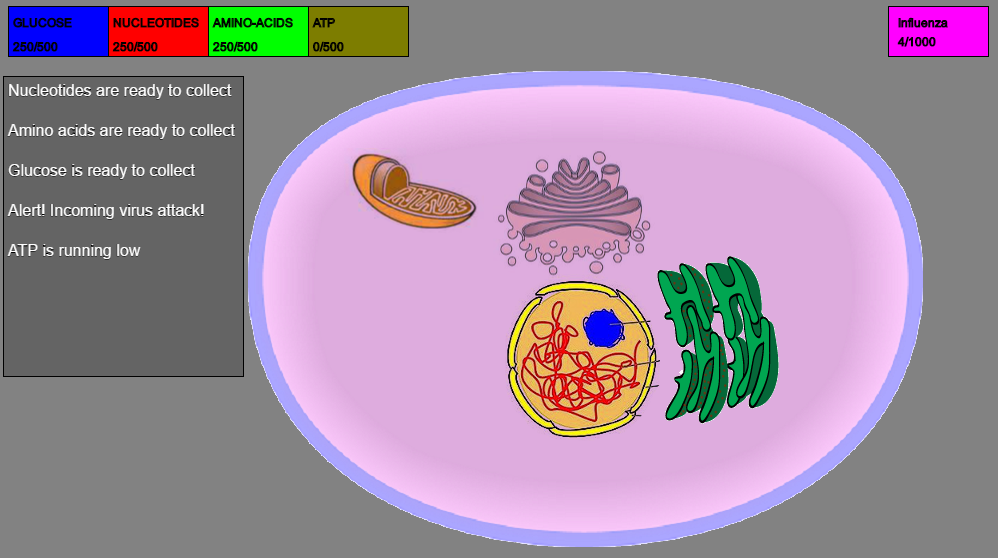 GLUCOSE
250/500
NUCLEOTIDES
250/500
AMINO-ACIDS
250/500
ATP
0/500
Influenza
4/1000
Nucleotides are ready to collect
Amino acids are ready to collect
Glucose is ready to collect
Alert! Incoming virus attack!
ATP is running low